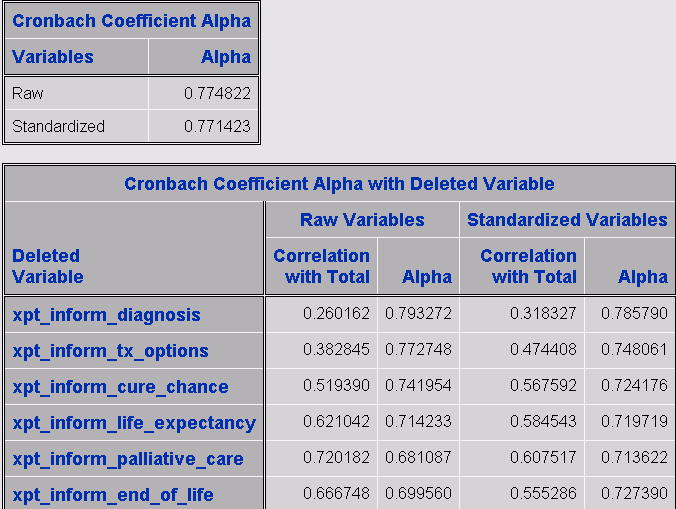 Cronbach Coefficient Alpha
Variables Alpha
Raw 0.774822
Standardized 0.771423
Cronbach Coefficient Alpha with Deleted Variable
Deleted Variable Raw Variables Standardized Variables
Correlation with Total Alpha Correlation with Total Alpha
xpt_inform_diagnosis 0.260162 0.793272 0.318327 0.785790
xpt_inform_tx_options 0.382845 0.772748 0.474408 0.748061
xpt_inform_cure_chance 0.519390 0.741954 0.567592 0.724176
xpt_inform_life_expectancy 0.621042 0.714233 0.584543 0.719719
xpt_inform_palliative_care 0.720182 0.681087 0.607517 0.713622
xpt_inform_end_of_life 0.666748 0.699560 0.555286 0.727390